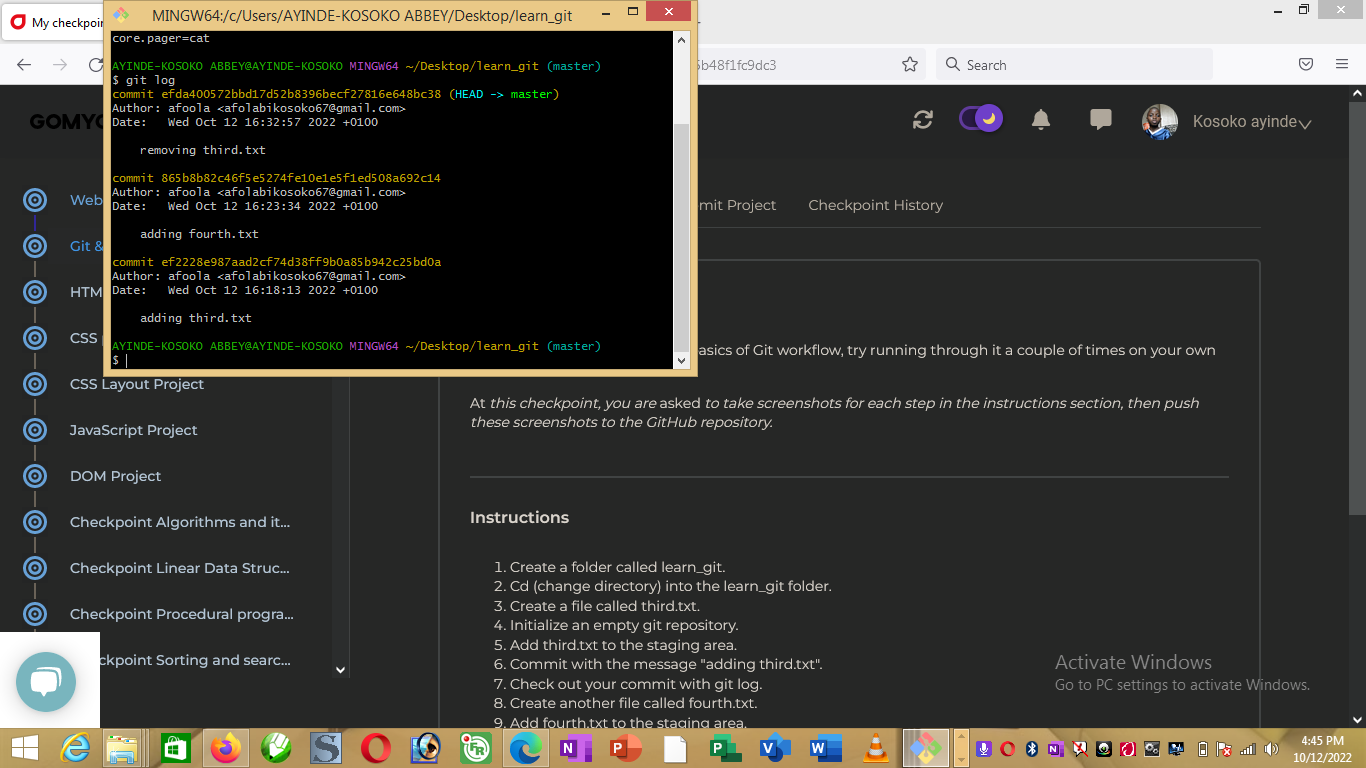 My checkpoin
MINGW64:/c/Users/AYINDE-KOSOKO ABBEY/Desktop/learn_git
core.pager=cat
AYINDE-KOSOKO ABBEY@AYINDE-KOSOKO MINGW64 ~/Desktop/learn_git (master)
$ git log
commit efda400572bbd17d52b8396becf27816e648bc38 (HEAD -> master)
Author: afoola <afolabikosoko67@gmail.com>
Date:   Wed Oct 12 16:32:57 2022 +0100
removing third.txt
commit 865b8b82c46f5e5274fe10e1e5f1ed508a692c14
Author: afoola <afolabikosoko67@gmail.com>
Date:   Wed Oct 12 16:23:34 2022 +0100
adding fourth.txt
commit ef2228e987aad2cf74d38ff9b0a85b942c25bd0a
Author: afoola <afolabikosoko67@gmail.com>
Date:   Wed Oct 12 16:18:13 2022 +0100
adding third.txt
AYINDE-KOSOKO ABBEY@AYINDE-KOSOKO MINGW64 ~/Desktop/learn_git (master)
$
5b48f1fc9dc3
Search
GOMYC
Kosoko ayinde
mit Project
Checkpoint History
Web
Git &
HTM
CSS
CSS Layout Project
JavaScript Project
DOM Project
Checkpoint Algorithms and it...
Checkpoint Linear Data Struc...
Checkpoint Procedural progra...
ckpoint Sorting and searc...
asics of Git workflow, try running through it a couple of times on your own
At this checkpoint, you are asked to take screenshots for each step in the instructions section, then push
these screenshots to the GitHub repository.
Instructions
1. Create a folder called learn_git.
2. Cd (change directory) into the learn_git folder.
3. Create a file called third.txt.
4. Initialize an empty git repository.
5. Add third.txt to the staging area.
6. Commit with the message "adding third.txt".
7. Check out your commit with git log.
8. Create another file called fourth.txt.
9. Add fourth.txt to the staging area.
Activate Windows
Go to PC settings to activate Windows.
4:45 PM
10/12/2022